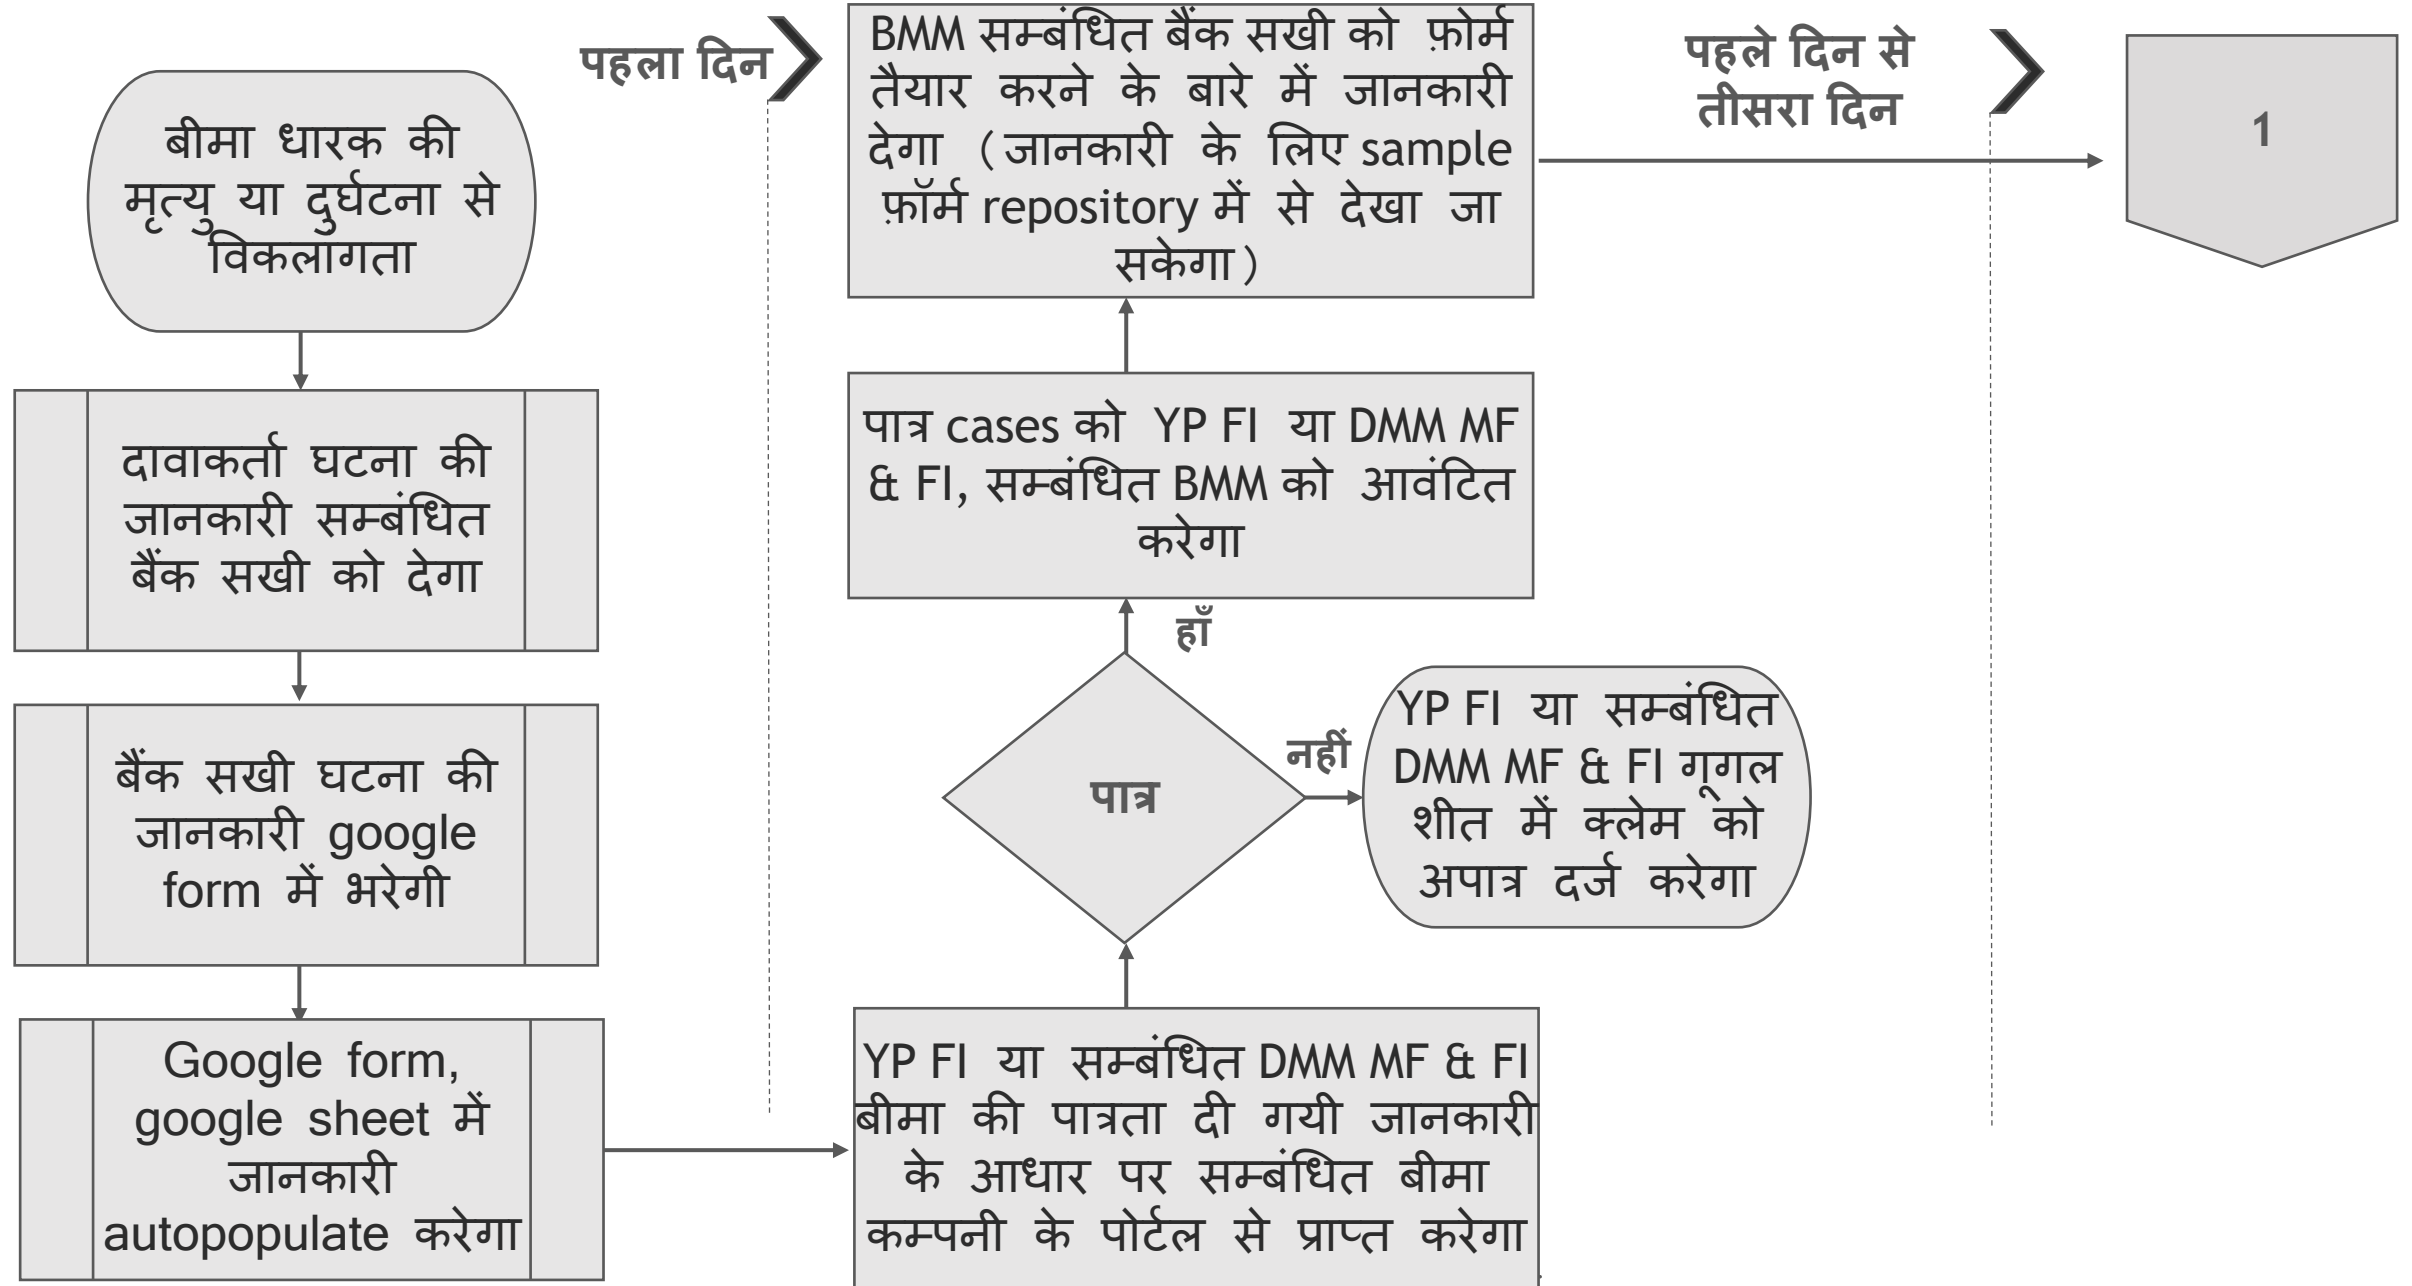 बीमा धारक की
मृत्यु या दुर्घटना से
विकलांगता
दावाकर्ता घटना की
जानकारी सम्बंधित
बैंक सखी को देगा
बैंक सखी घटना की
जानकारी google
form में भरेगी
Google form,
google sheet में
जानकारी
autopopulate करेगा
पहला दिन
BMM सम्बंधित बैंक सखी को फ़ोर्म
तैयार करने के बारे में जानकारी
देगा (जानकारी के लिए sample
फ़ॉर्म repository में से देखा जा
सकेगा)
पात्र cases को YP FI या DMM MF
& FI, सम्बंधित BMM को आवंटित
करेगा
हाँ
पात्र
नहीं
YP FI या सम्बंधित
DMM MF & FI गूगल
शीत में क्लेम को
अपात्र दर्ज करेगा
YP FI या सम्बंधित DMM MF & FI
बीमा की पात्रता दी गयी जानकारी
के आधार पर सम्बंधित बीमा
कम्पनी के पोर्टल से प्राप्त करेगा
पहले दिन से
तीसरा दिन
1